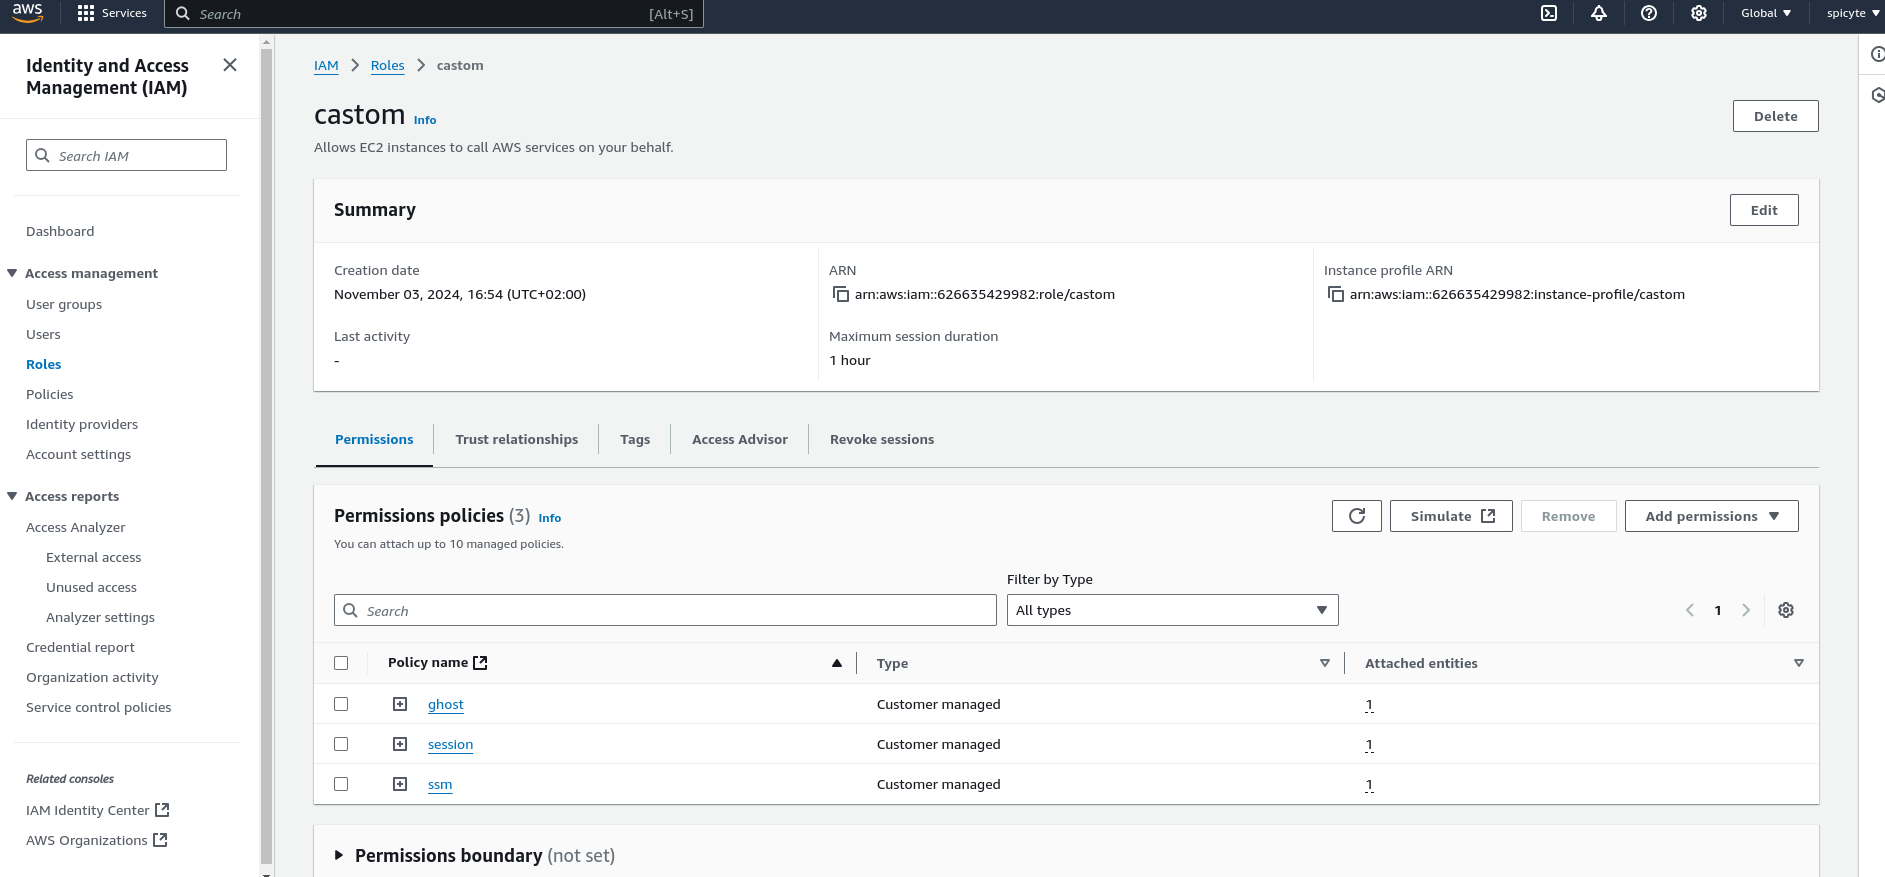 aws
Services
Search
[Alt+S]
Global
spicyte
Identity and Access
Management (IAM)
Search IAM
Dashboard
Access management
User groups
Users
Roles
Policies
Identity providers
Account settings
Access reports
Access Analyzer
External access
Unused access
Analyzer settings
Credential report
Organization activity
Service control policies
Related consoles
IAM Identity Center
AWS Organizations
IAM
Roles
castom
castom Info
Delete
Allows EC2 instances to call AWS services on your behalf.
Summary
Edit
Creation date
November 03, 2024, 16:54 (UTC+02:00)
ARN
arn:aws:iam::626635429982:role/castom
Instance profile ARN
arn:aws:iam::626635429982:instance-profile/castom
Last activity
-
Maximum session duration
1 hour
Permissions
Trust relationships
Tags
Access Advisor
Revoke sessions
Permissions policies (3) Info
You can attach up to 10 managed policies.
Simulate
Remove
Add permissions
Filter by Type
Search
All types
1
Policy name
Type
Attached entities
ghost
Customer managed
1
session
Customer managed
1
ssm
Customer managed
1
Permissions boundary (not set)